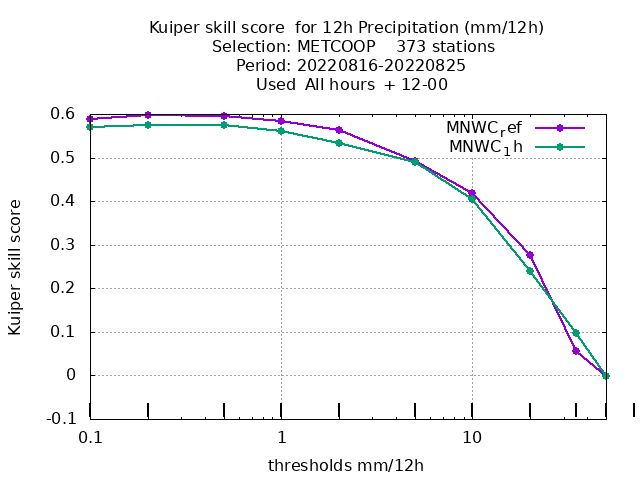 Kuiper skill score  for 12h Precipitation (mm/12h)
Selection: METCOOP    373 stations
Period: 20220816-20220825
Used  All hours  + 12-00
MNWCref
MNWC1h
0.6
0.5
0.4
0.3
0.2
0.1
0
-0.1
Kuiper skill score
0.1 1 10
thresholds mm/12h